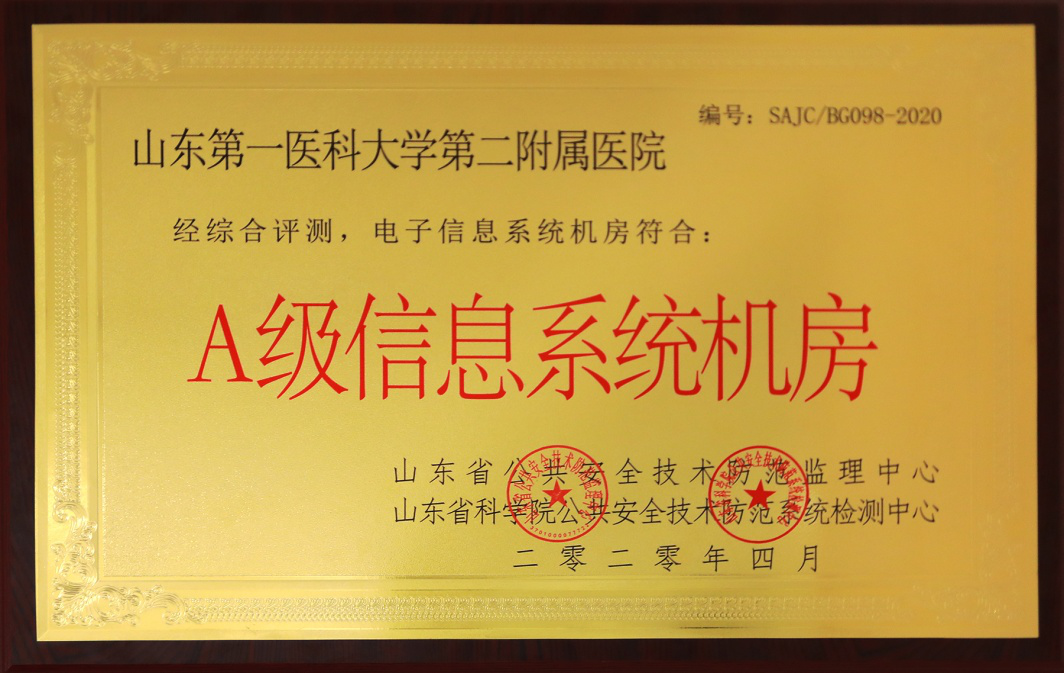 编号：SAJC/BG098-2020
山东第一医科大学第二附属医院
经综合评测，电子信息系统机房符合：
A级信息系统机房
山东省公共安全技术防范监理中心
山东省科学院公共安全技术防范系统检测中心
二零二零年四月